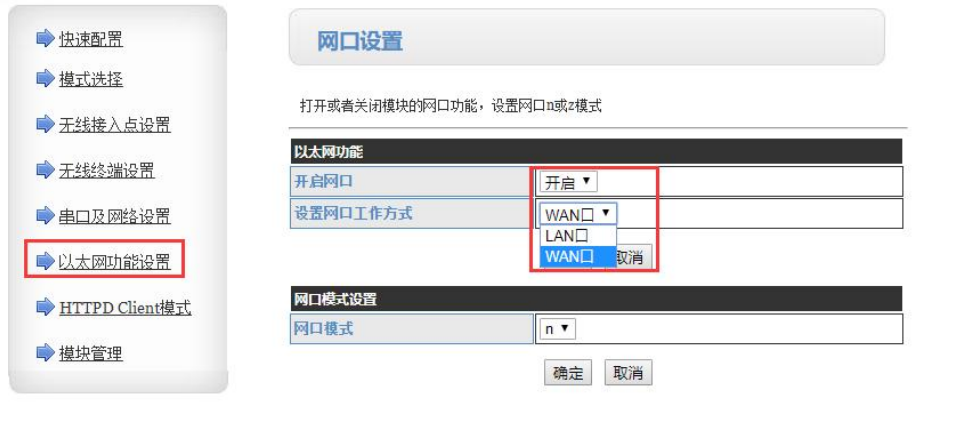 快速配置
模式选择
无线接入点设置
无线终端设置
串口及网络设置
以太网功能设置
HTTPD Client模式
模块管理
网口设置
打开或者关闭模块的网口功能，设置网口n或z模式
以太网功能
开启网口 开启
设置网口工作方式 WAN口
LAN口
WAN口 取消
网口模式设置
网口模式 n
确定 取消